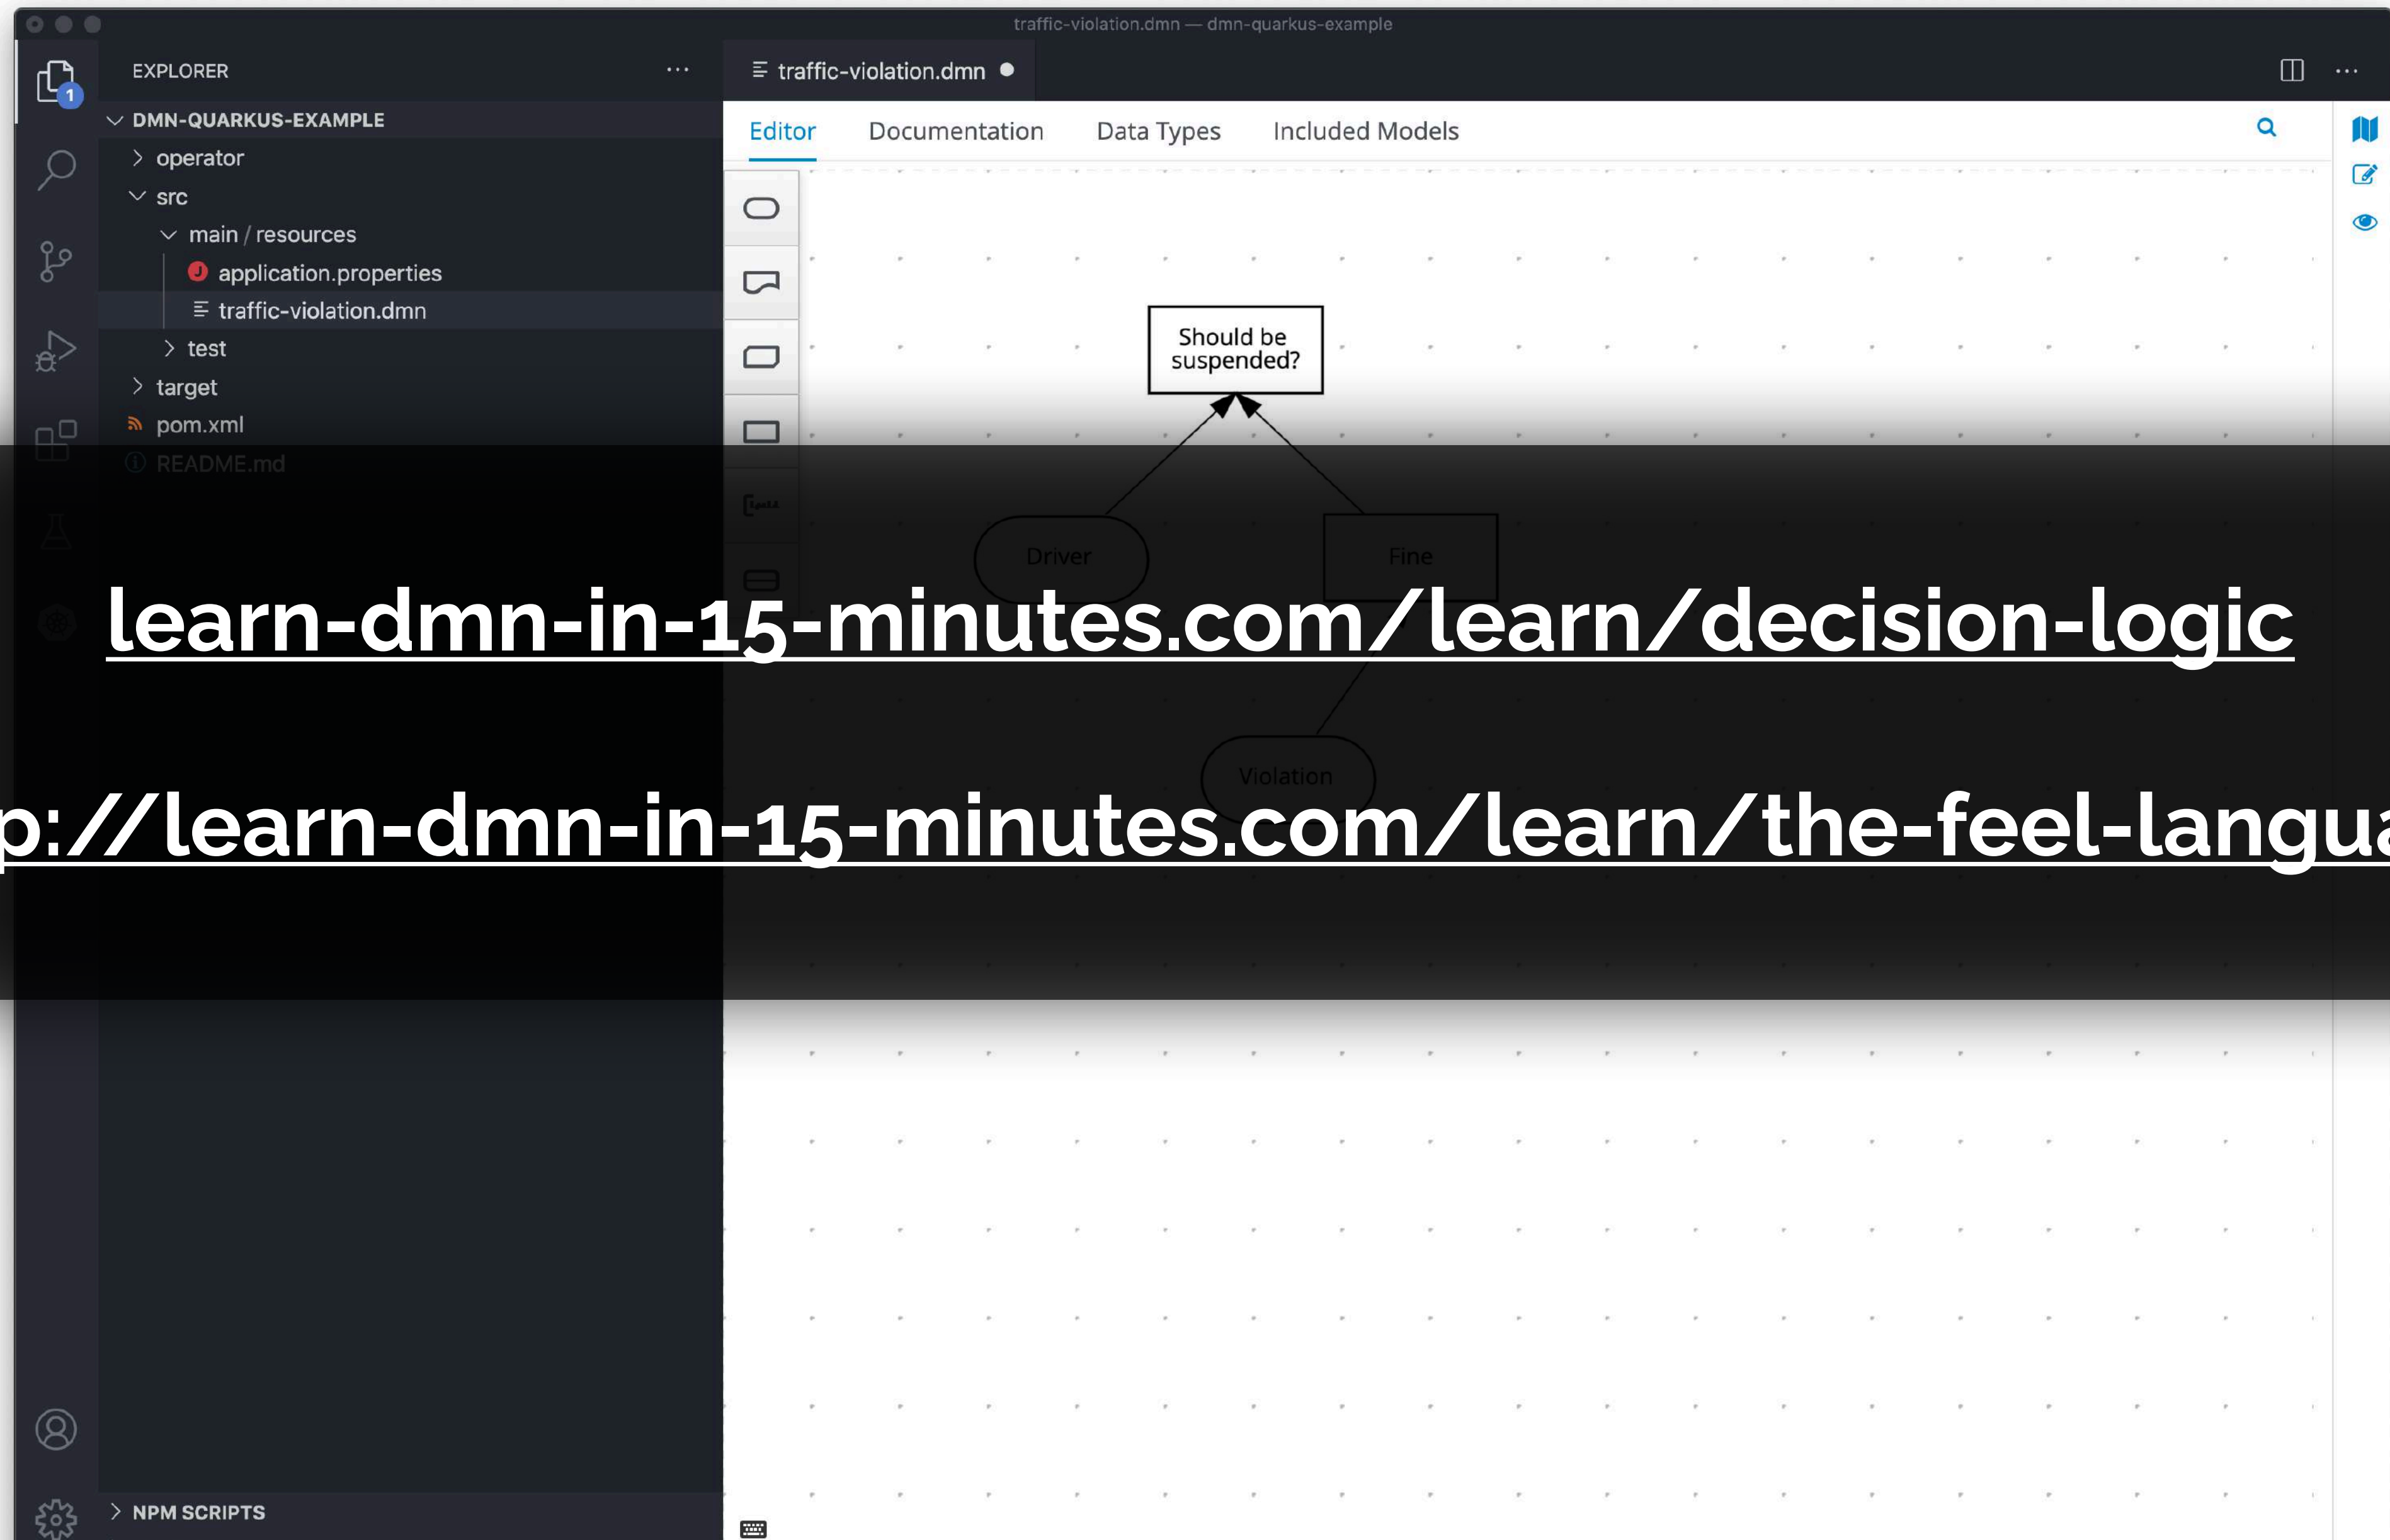 traffic-violation.dmn — dmn-quarkus-example
EXPLORER
traffic-violation.dmn
1
DMN-QUARKUS-EXAMPLE
operator
src
main / resources
application.properties
traffic-violation.dmn
test
target
pom.xml
README.md
Editor Documentation Data Types Included Models
Should be
suspended?
Driver
Fine
learn-dmn-in-15-minutes.com/learn/decision-logic
Violation
p://learn-dmn-in-15-minutes.com/learn/the-feel-langua
NPM SCRIPTS